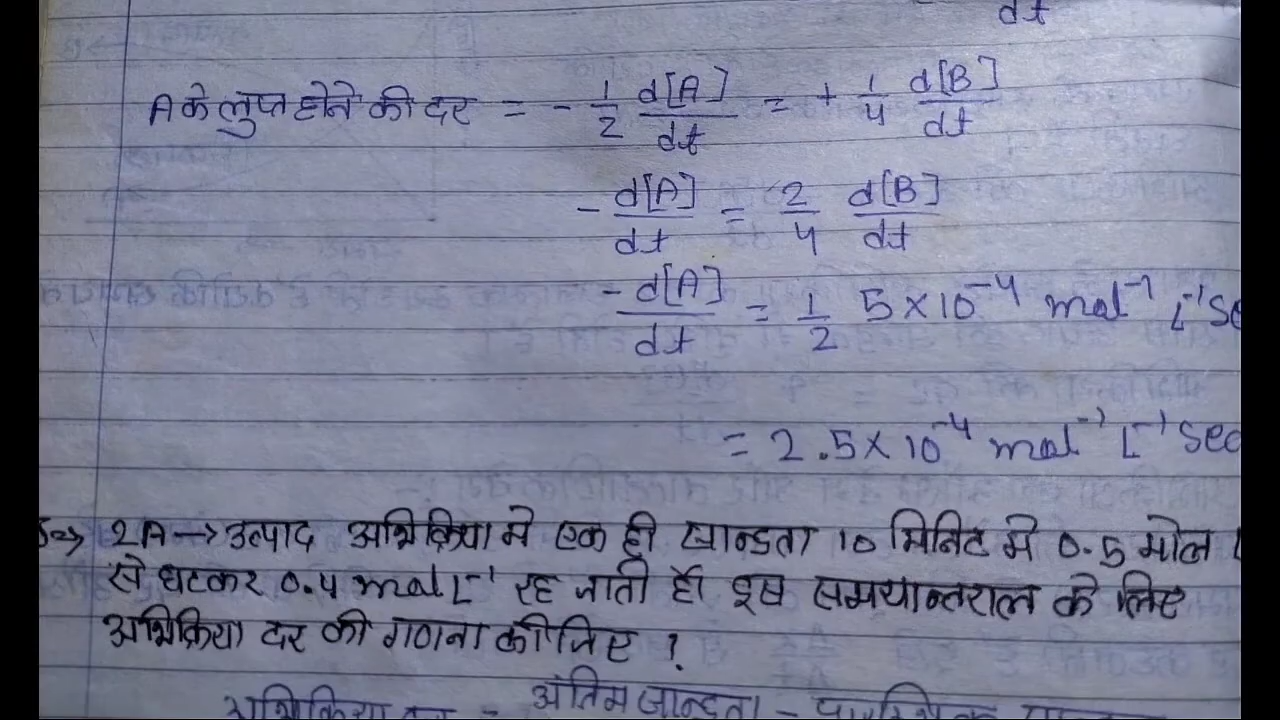 dt
A के लुप्त होने की दर = - 1/2 d[A]/dt = + 1/4 d[B]/dt
- d[A]/dt = 2/4 d[B]/dt
- d[A]/dt = 1/2 5×10⁻⁴ mol⁻¹ L⁻¹ se
= 2.5×10⁻⁴ mol⁻¹ L⁻¹ sec
2A → उत्पाद अभिक्रिया मे एक ही सान्द्रता 10 मिनिट मे 0.5 मोल
से घटकर 0.4 mol L⁻¹ रह जाती है। इस समयान्तराल के लिए
अभिक्रिया दर की गणना कीजिए ?
अभिक्रिया = अंतिम सान्द्रता -